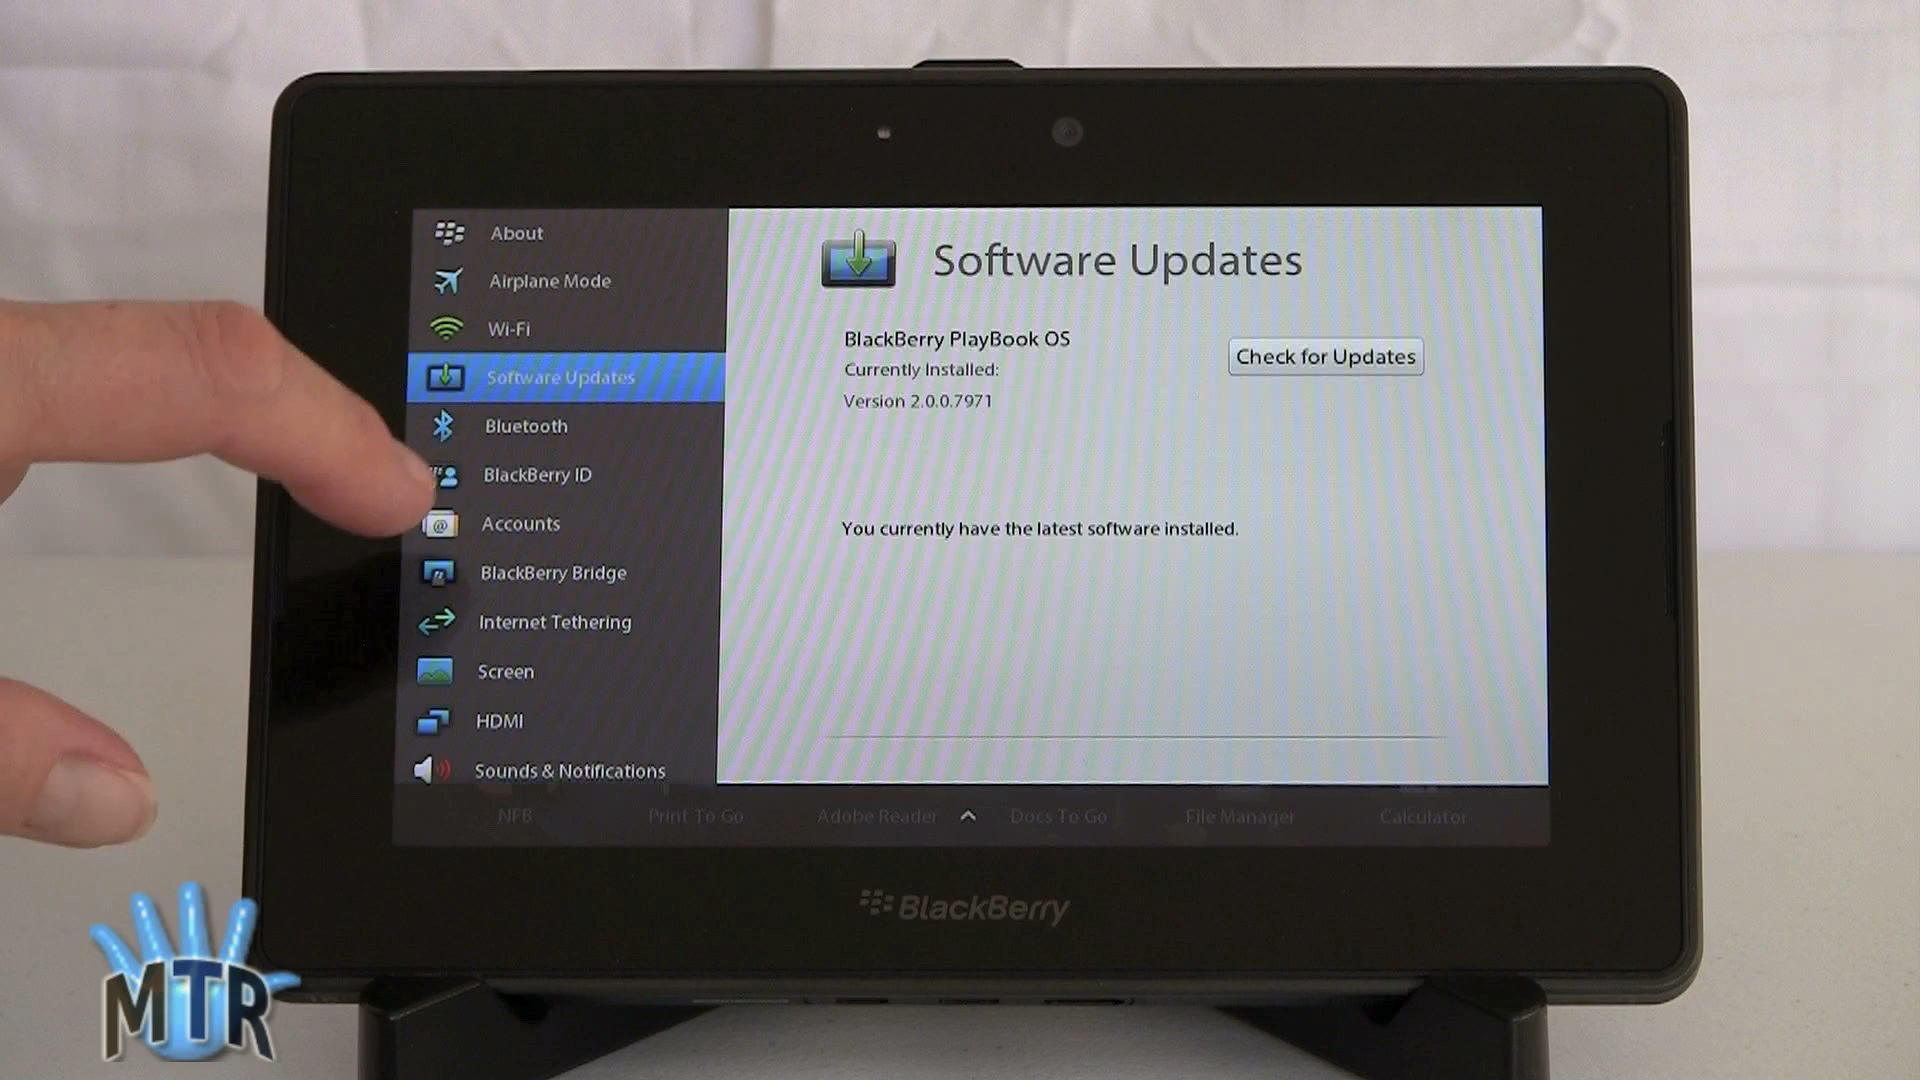 About
Airplane Mode
Wi-Fi
Software Updates
Bluetooth
BlackBerry ID
Accounts
BlackBerry Bridge
Internet Tethering
Screen
HDMI
Sounds & Notifications
Software Updates
BlackBerry PlayBook OS
Currently Installed:
Version 2.0.0.7971
Check for Updates
You currently have the latest software installed.
NFB Print To Go Adobe Reader Docs To Go File Manager Calculator
BlackBerry
MTR